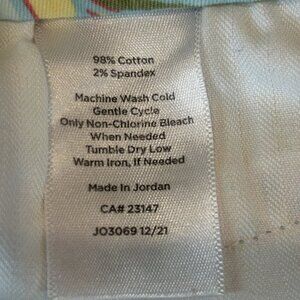 98% Cotton
2% Spandex
Machine Wash Cold
Gentle Cycle
Only Non-Chlorine Bleach
When Needed
Tumble Dry Low
Warm Iron, If Needed
Made In Jordan
CA# 23147
JO3069 12/21